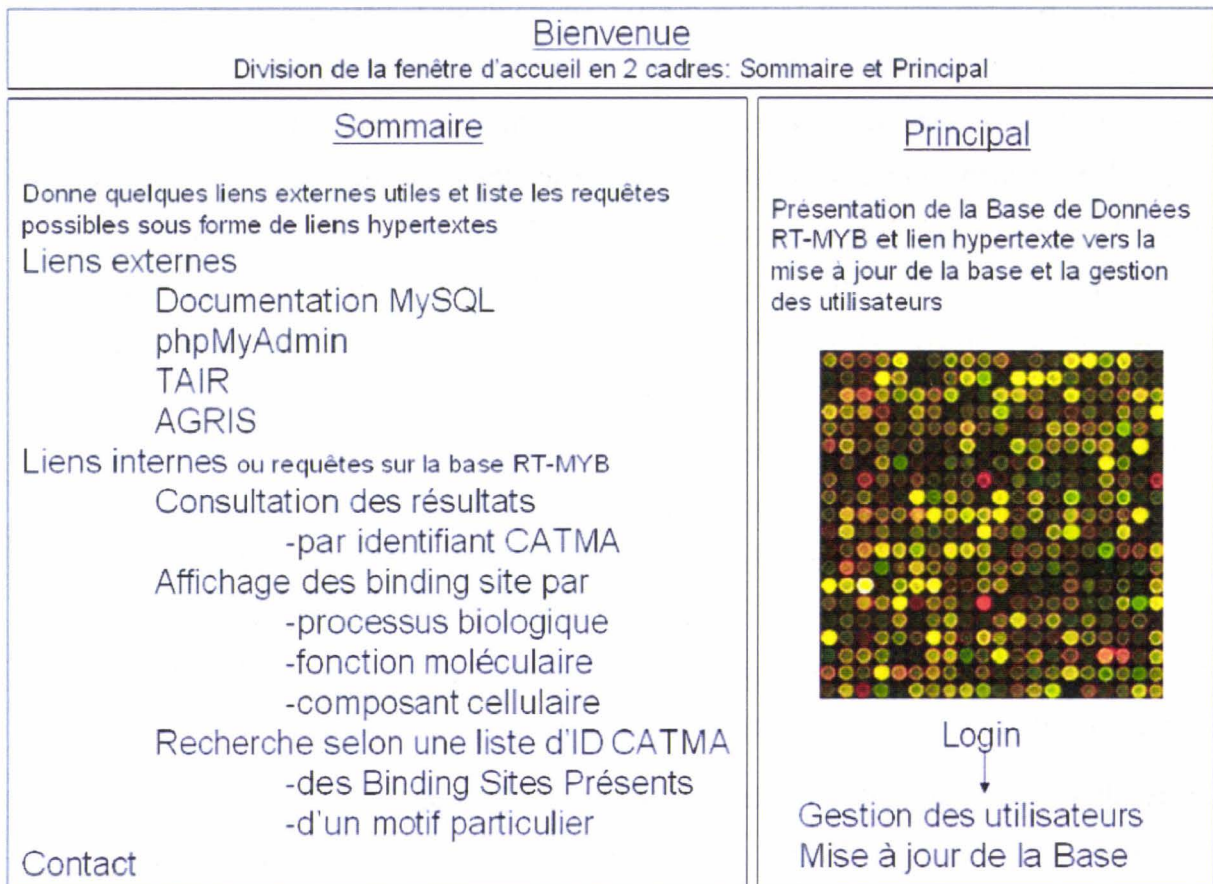 Bienvenue
Division de la fenêtre d'accueil en 2 cadres: Sommaire et Principal
Sommaire
Donne quelques liens externes utiles et liste les requêtes
possibles sous forme de liens hypertextes
Liens externes
Documentation MySQL
phpMyAdmin
TAIR
AGRIS
Liens internes ou requêtes sur la base RT-MYB
Consultation des résultats
-par identifiant CATMA
Affichage des binding site par
-processus biologique
-fonction moléculaire
-composant cellulaire
Recherche selon une liste d'ID CATMA
-des Binding Sites Présents
-d'un motif particulier
Contact
Principal
Présentation de la Base de Données
RT-MYB et lien hypertexte vers la
mise à jour de la base et la gestion
des utilisateurs
Login
Gestion des utilisateurs
Mise à jour de la Base